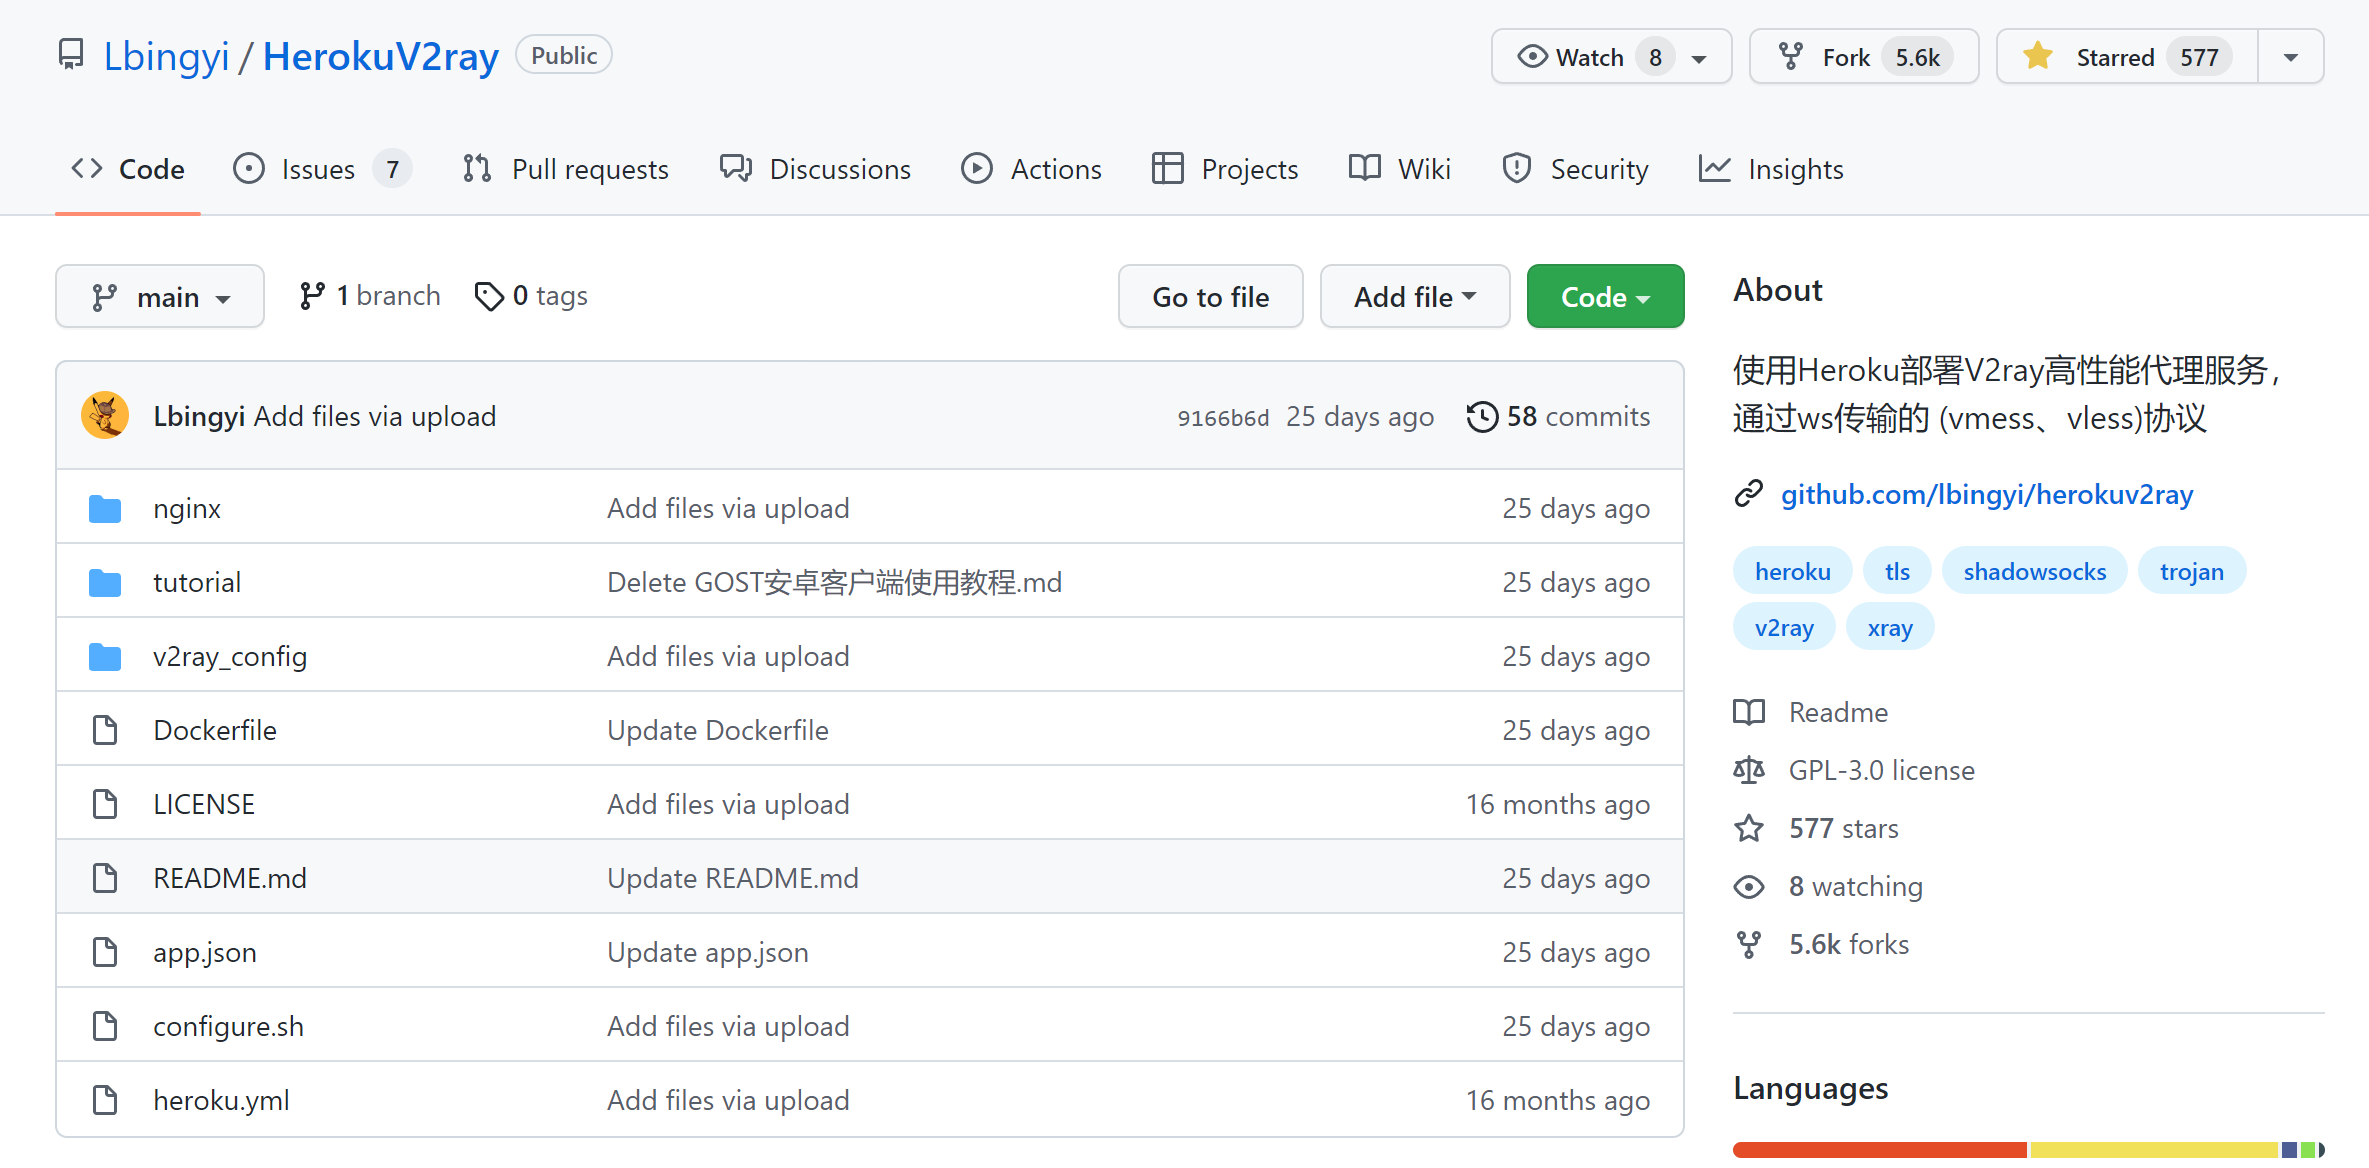 Lbingyi / HerokuV2ray Public
Watch 8 Fork 5.6k Starred 577
Code Issues 7 Pull requests Discussions Actions Projects Wiki Security Insights
main 1 branch 0 tags Go to file Add file Code
Lbingyi Add files via upload 9166b6d 25 days ago 58 commits
nginx Add files via upload 25 days ago
tutorial Delete GOST安卓客户端使用教程.md 25 days ago
v2ray_config Add files via upload 25 days ago
Dockerfile Update Dockerfile 25 days ago
LICENSE Add files via upload 16 months ago
README.md Update README.md 25 days ago
app.json Update app.json 25 days ago
configure.sh Add files via upload 25 days ago
heroku.yml Add files via upload 16 months ago
About
使用Heroku部署V2ray高性能代理服务，
通过ws传输的 (vmess、vless)协议
github.com/lbingyi/herokuv2ray
heroku tls shadowsocks trojan
v2ray xray
Readme
GPL-3.0 license
577 stars
8 watching
5.6k forks
Languages